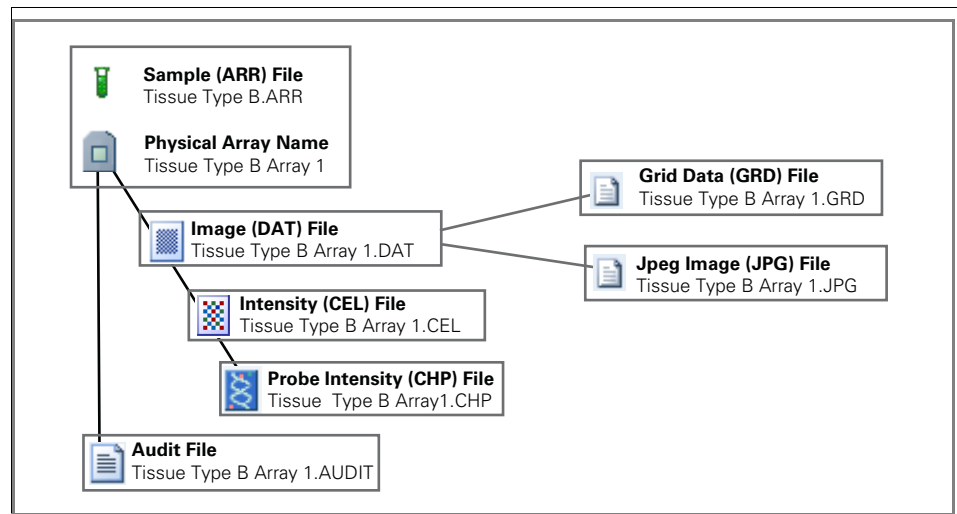 Sample (ARR) File
Tissue Type B.ARR
Physical Array Name
Tissue Type B Array 1
Grid Data (GRD) File
Tissue Type B Array 1.GRD
Image (DAT) File
Tissue Type B Array 1.DAT
Jpeg Image (JPG) File
Tissue Type B Array 1.JPG
Intensity (CEL) File
Tissue Type B Array 1.CEL
Probe Intensity (CHP) File
Tissue  Type B Array1.CHP
Audit File
Tissue Type B Array 1.AUDIT